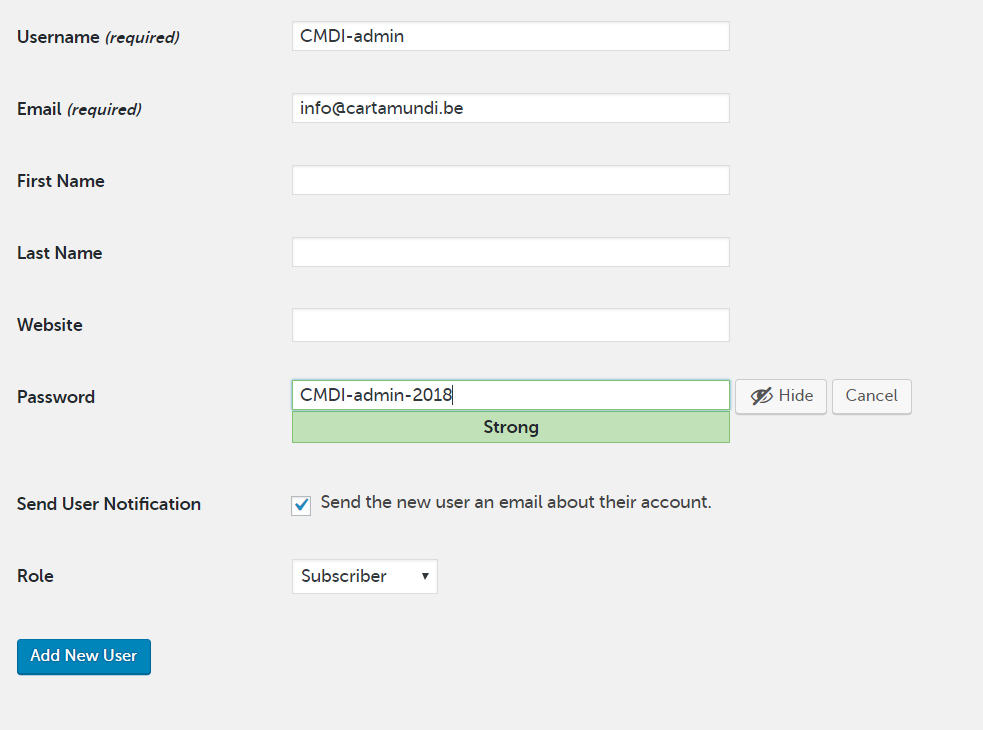 Username (required) CMDI-admin
Email (required) info@cartamundi.be
First Name
Last Name
Website
Password CMDI-admin-2018 Hide Cancel
Strong
Send User Notification Send the new user an email about their account.
Role Subscriber
Add New User